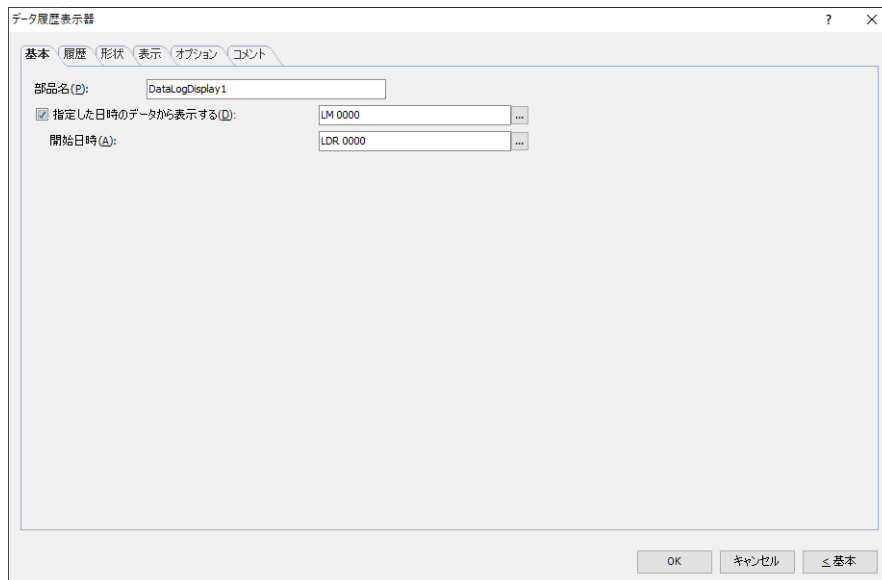 データ履歴表示器 ?
基本 履歴 形状 表示 オプション コメント
部品名(P): DataLogDisplay1
指定した日時のデータから表示する(D): LM 0000 ...
開始日時(A): LDR 0000 ...
OK キャンセル < 基本